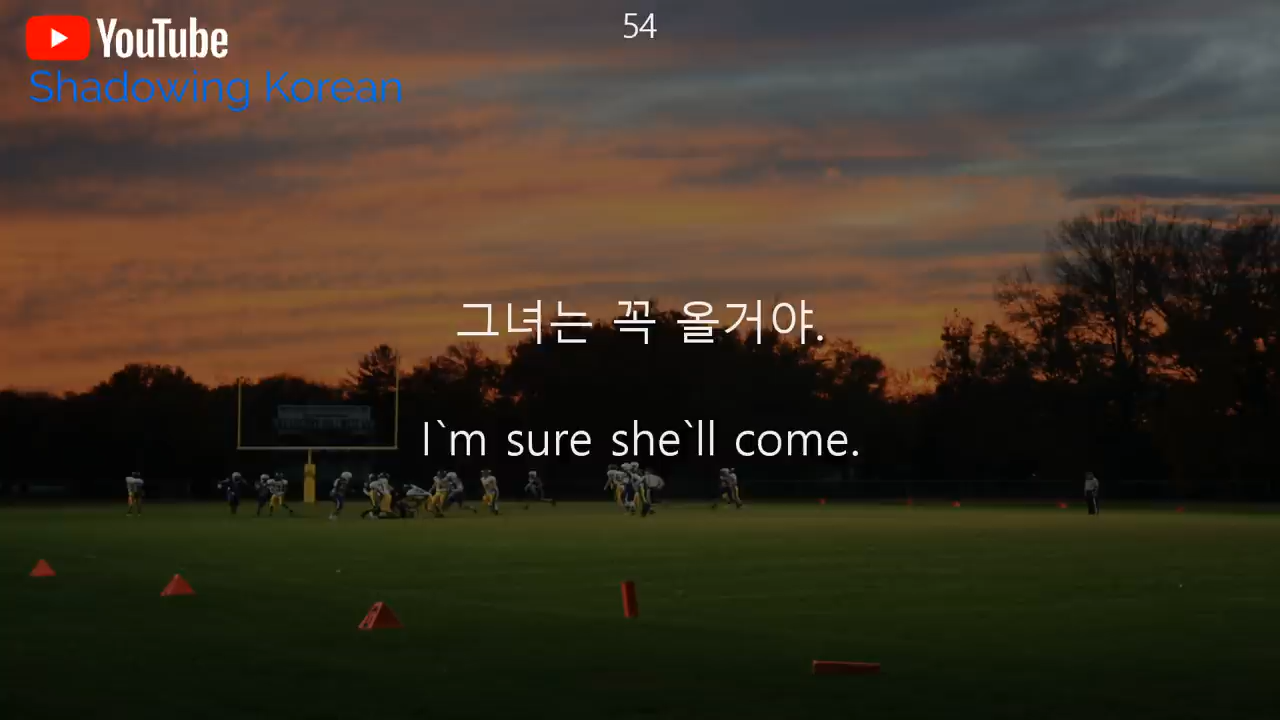 54
YouTube
Shadowing Korean
그녀는 꼭 올거야.
I`m sure she`ll come.